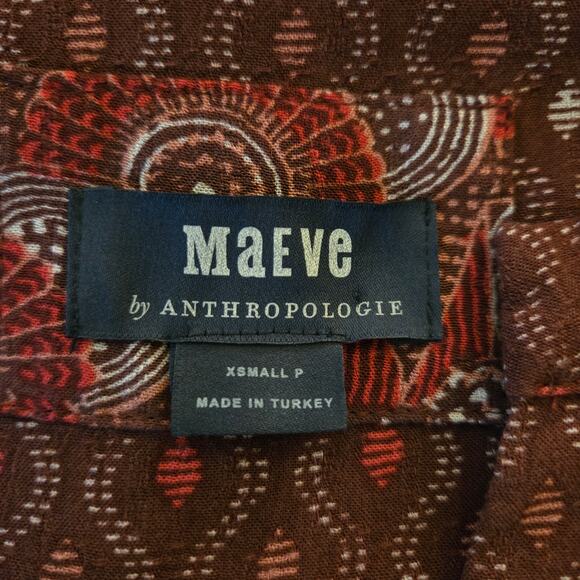 MaEVe
by ANTHROPOLOGIE
XSMALL P
MADE IN TURKEY